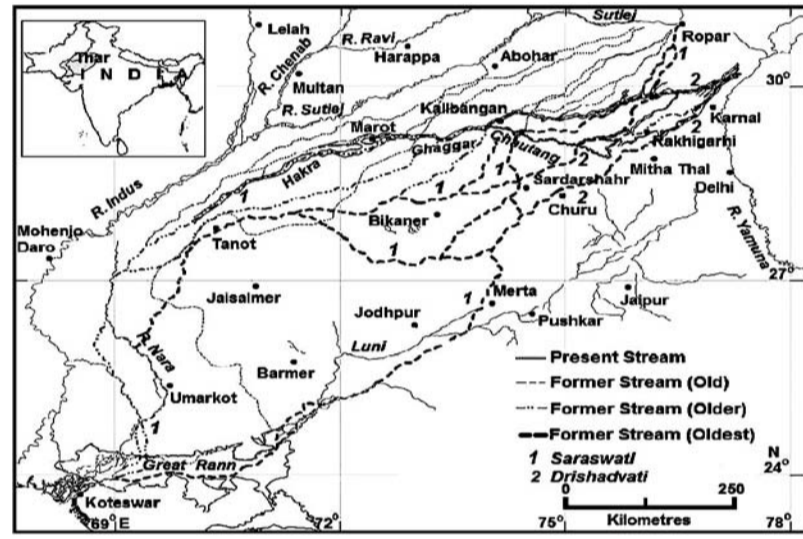 Thar
I N D I A
Lelah
Sutlej
Ropar
R. Ravi
Harappa
Abohar
R. Chenab
Multan
R. Sutlej
30°
Kalibangan
Karnal
Marot
Ghaggar
Chautang
Rakhigarhi
Hakra
Mitha Thal
Sardarshahr
Delhi
R. Indus
Churu
Bikaner
R. Yamuna
Mohenjo
Daro
Tanot
27°
Jaisalmer
Merta
Jaipur
Jodhpur
Pushkar
Luni
R. Nara
Barmer
Umarkot
Present Stream
Former Stream (Old)
Former Stream (Older)
Former Stream (Oldest)
1 Saraswati
2 Drishadvati
N
24°
Great Rann
Koteswar
0 250
Kilometres
69° E
72°
75°
78°
1
1
1
1
1
1
1
1
2
2
2
2